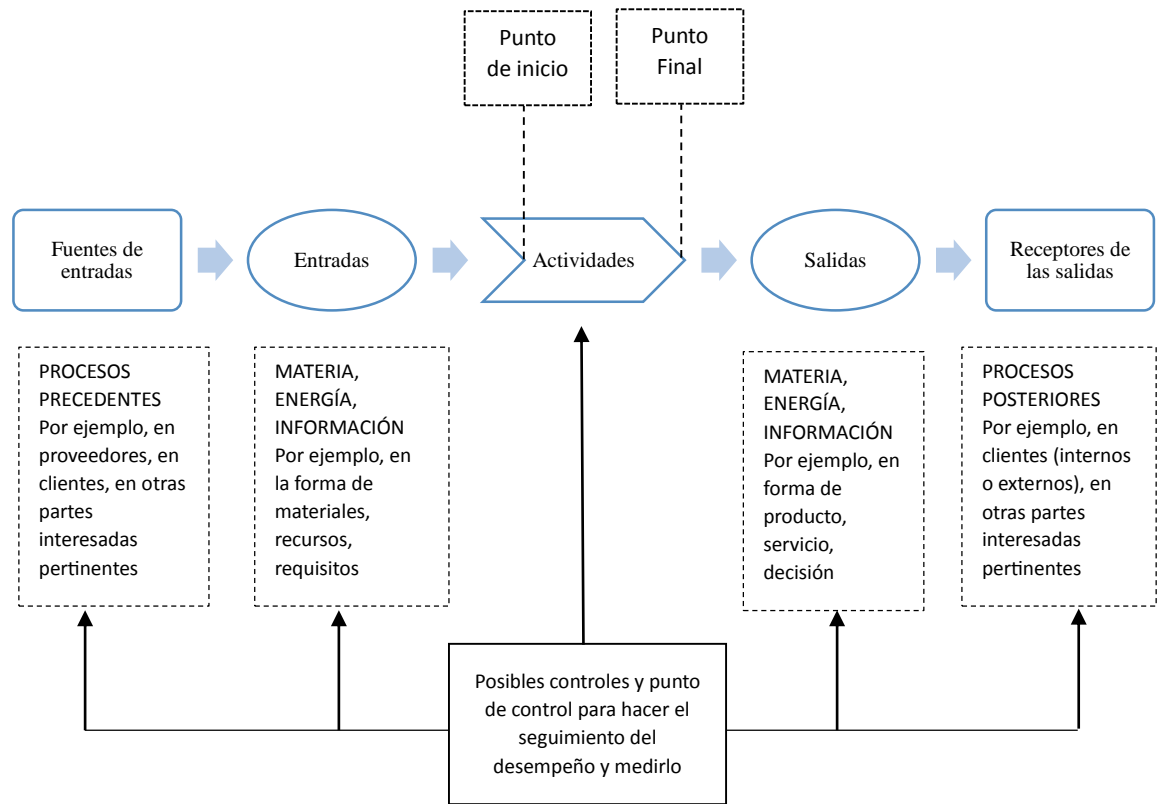 Punto
de inicio
Punto
Final
Fuentes de
entradas
Entradas
Actividades
Salidas
Receptores de
las salidas
PROCESOS
PRECEDENTES
Por ejemplo, en
proveedores, en
clientes, en otras
partes
interesadas
pertinentes
MATERIA,
ENERGÍA,
INFORMACIÓN
Por ejemplo, en
la forma de
materiales,
recursos,
requisitos
MATERIA,
ENERGÍA,
INFORMACIÓN
Por ejemplo, en
forma de
producto,
servicio,
decisión
PROCESOS
POSTERIORES
Por ejemplo, en
clientes (internos
o externos), en
otras partes
interesadas
pertinentes
Posibles controles y punto
de control para hacer el
seguimiento del
desempeño y medirlo